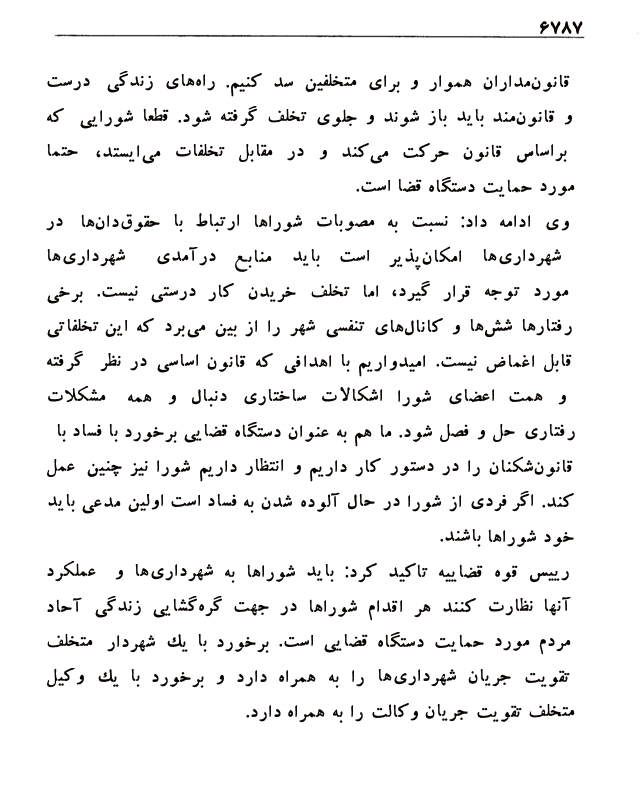 ۶۷۸۷
قانون‌مداران هموار و برای متخلفین سد کنیم. راه‌های زندگی درست
و قانون‌مند باید باز شوند و جلوی تخلف گرفته شود. قطعا شورایی که
براساس قانون حرکت می‌کند و در مقابل تخلفات می‌ایستد، حتما
مورد حمایت دستگاه قضا است.
وی ادامه داد: نسبت به مصوبات شوراها ارتباط با حقوق‌دان‌ها در
شهرداری‌ها امکان‌پذیر است باید منابع درآمدی شهرداری‌ها
مورد توجه قرار گیرد، اما تخلف خریدن کار درستی نیست. برخی
رفتارها شش‌ها و کانال‌های تنفسی شهر را از بین می‌برد که این تخلفاتی
قابل اغماض نیست. امیدواریم با اهدافی که قانون اساسی در نظر گرفته
و همت اعضای شورا اشکالات ساختاری دنبال و همه مشکلات
رفتاری حل و فصل شود. ما هم به عنوان دستگاه قضایی برخورد با فساد با
قانون‌شکنان را در دستور کار داریم و انتظار داریم شورا نیز چنین عمل
کند. اگر فردی از شورا در حال آلوده شدن به فساد است اولین مدعی باید
خود شوراها باشند.
رییس قوه قضاییه تاکید کرد: باید شوراها به شهرداری‌ها و عملکرد
آنها نظارت کنند هر اقدام شوراها در جهت گره‌گشایی زندگی آحاد
مردم مورد حمایت دستگاه قضایی است. برخورد با یك شهردار متخلف
تقویت جریان شهرداری‌ها را به همراه دارد و برخورد با یك وکیل
متخلف تقویت جریان وکالت را به همراه دارد.